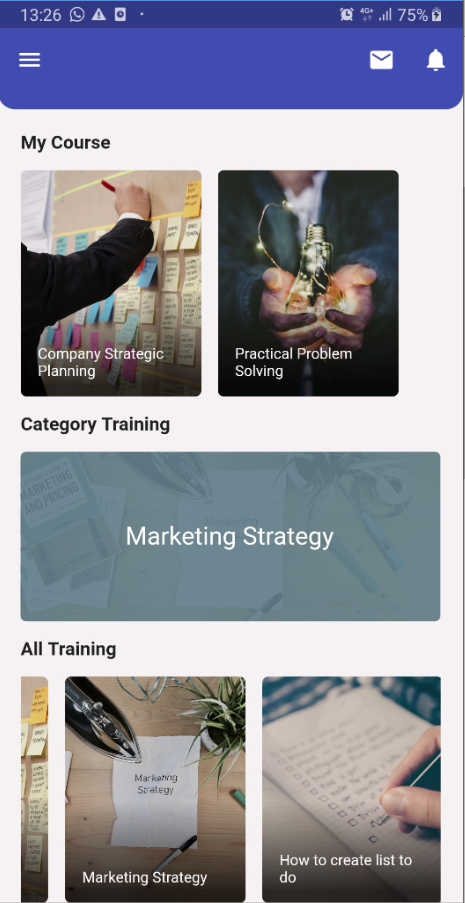 13:26 4G+ 75%
My Course
Company Strategic
Planning
Practical Problem
Solving
Category Training
MARKETING
AND PRICING
Marketing Strategy
All Training
Marketing
Strategy
Marketing Strategy
How to create list to
do